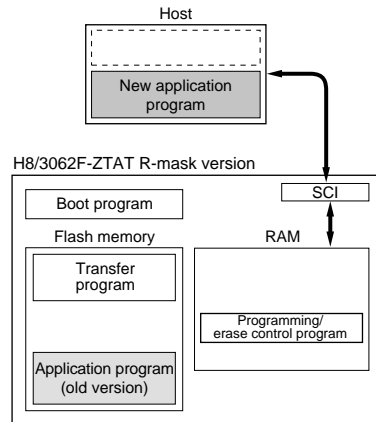 Host
New application
program
H8/3062F-ZTAT R-mask version
Boot program
SCI
Flash memory
RAM
Transfer
program
Programming/
erase control program
Application program
(old version)